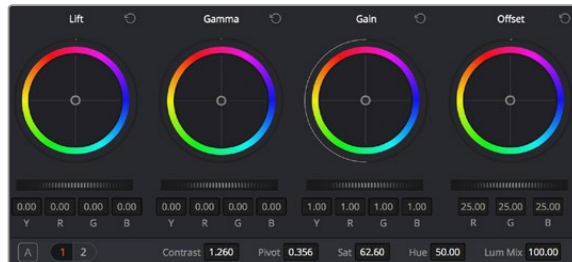 Lift Gamma Gain Offset
0.00 0.00 0.00 0.00 0.00 0.00 0.00 0.00 1.00 1.00 1.00 1.00 25.00 25.00 25.00
Y R G B Y R G B Y R G B R G B
A 1 2 Contrast 1.260 Pivot 0.356 Sat 62.60 Hue 50.00 Lum Mix 100.00